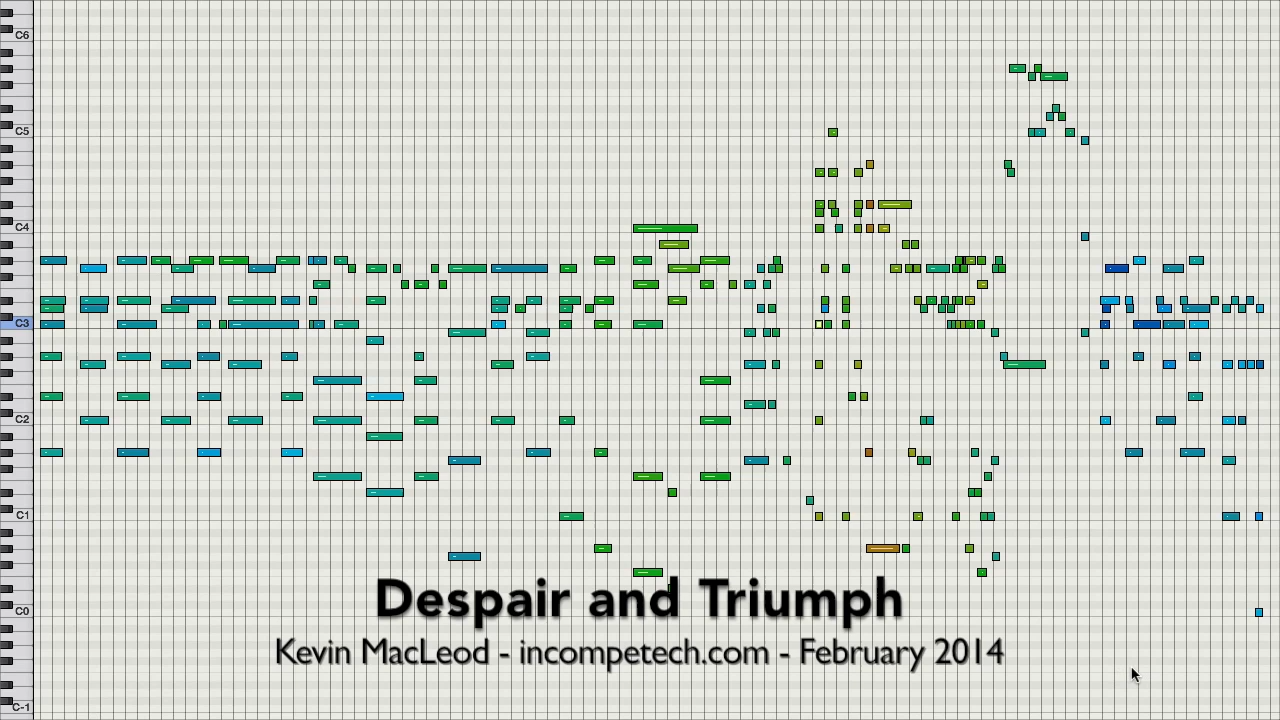 C6
C5
C4
C3
C2
C1
C0
C-1
Despair and Triumph
Kevin MacLeod - incompetech.com - February 2014